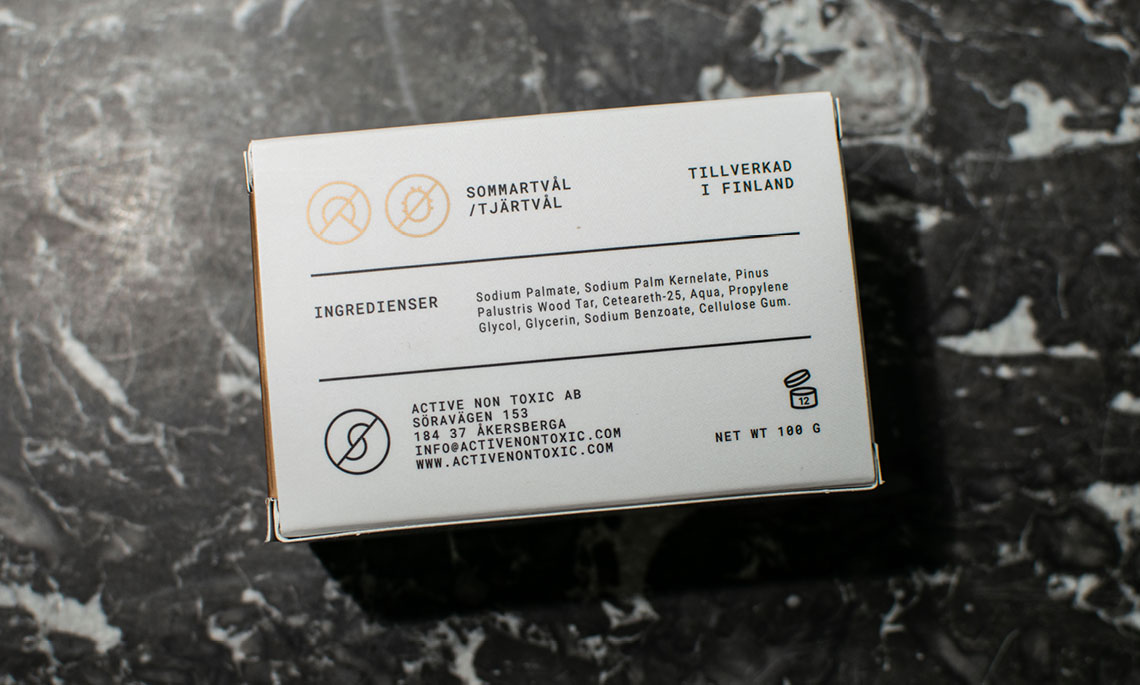 SOMMARTVÅL
/TJÄRTVÅL
TILLVERKAD
I FINLAND
INGREDIENSER
Sodium Palmate, Sodium Palm Kernelate, Pinus
Palustris Wood Tar, Ceteareth-25, Aqua, Propylene
Glycol, Glycerin, Sodium Benzoate, Cellulose Gum.
ACTIVE NON TOXIC AB
SÖRAVÄGEN 153
184 37 ÅKERSBERGA
INFO@ACTIVENONTOXIC.COM
WWW.ACTIVENONTOXIC.COM
12
NET WT 100 G